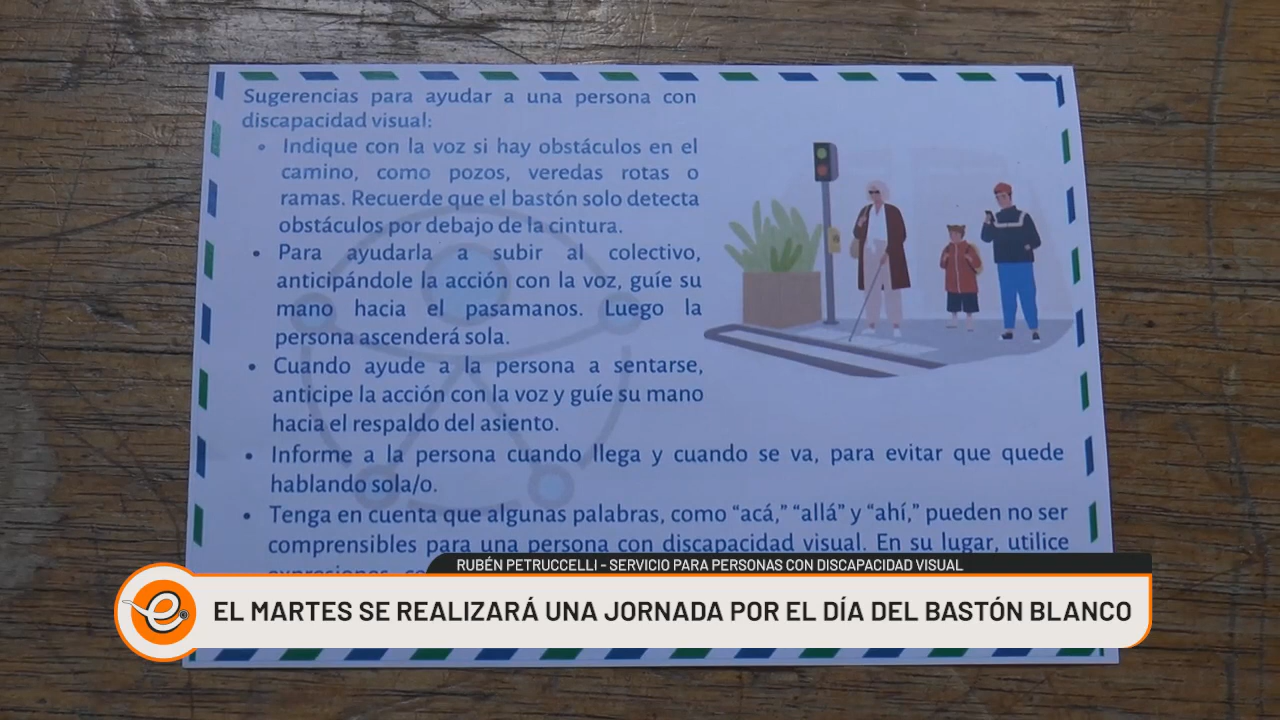 Sugerencias para ayudar a una persona con
discapacidad visual:
Indique con la voz si hay obstáculos en el
camino, como pozos, veredas rotas o
ramas. Recuerde que el bastón solo detecta
obstáculos por debajo de la cintura.
Para ayudarla a subir al colectivo,
anticipándole la acción con la voz, guíe su
mano hacia el pasamanos. Luego la
persona ascenderá sola.
Cuando ayude a la persona a sentarse,
anticipe la acción con la voz y guíe su mano
hacia el respaldo del asiento.
Informe a la persona cuando llega y cuando se va, para evitar que quede
hablando sola/o.
Tenga en cuenta que algunas palabras, como “acá,” “allá” y “ahí,” pueden no ser
comprensibles para una persona con discapacidad visual. En su lugar, utilice
RUBÉN PETRUCCELLI - SERVICIO PARA PERSONAS CON DISCAPACIDAD VISUAL
e
EL MARTES SE REALIZARÁ UNA JORNADA POR EL DÍA DEL BASTÓN BLANCO